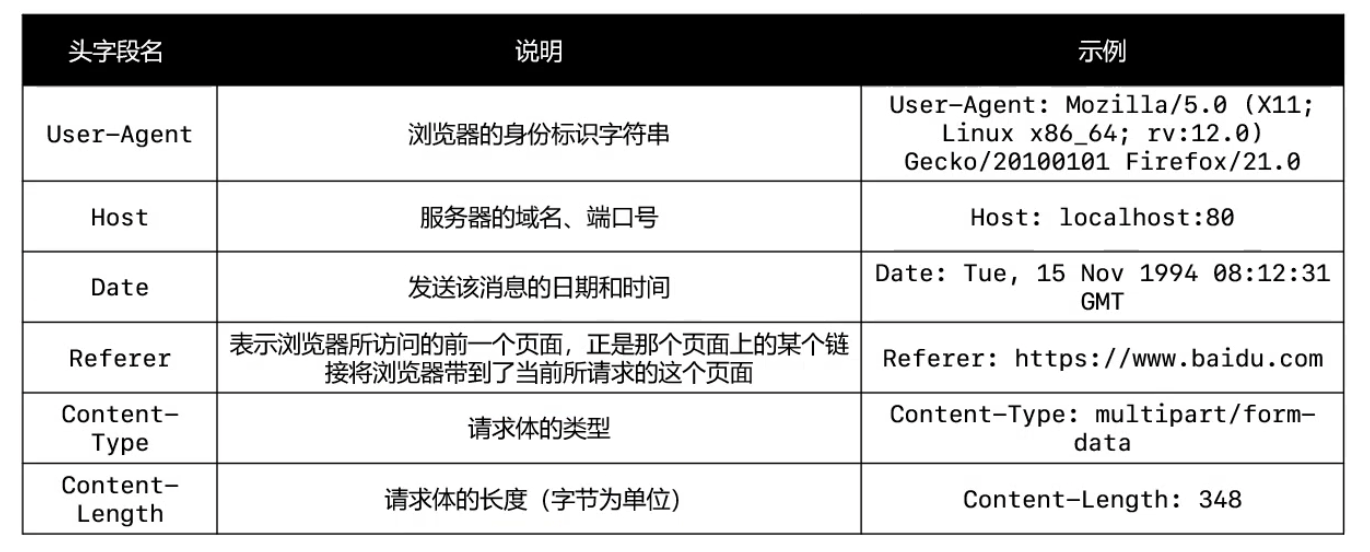 头字段名
说明
示例
User-Agent
浏览器的身份标识字符串
User-Agent: Mozilla/5.0 (X11;
Linux x86_64; rv:12.0)
Gecko/20100101 Firefox/21.0
Host
服务器的域名、端口号
Host: localhost:80
Date
发送该消息的日期和时间
Date: Tue, 15 Nov 1994 08:12:31
GMT
Referer
表示浏览器所访问的前一个页面，正是那个页面上的某个链
接将浏览器带到了当前所请求的这个页面
Referer: https://www.baidu.com
Content-
Type
请求体的类型
Content-Type: multipart/form-
data
Content-
Length
请求体的长度（字节为单位）
Content-Length: 348